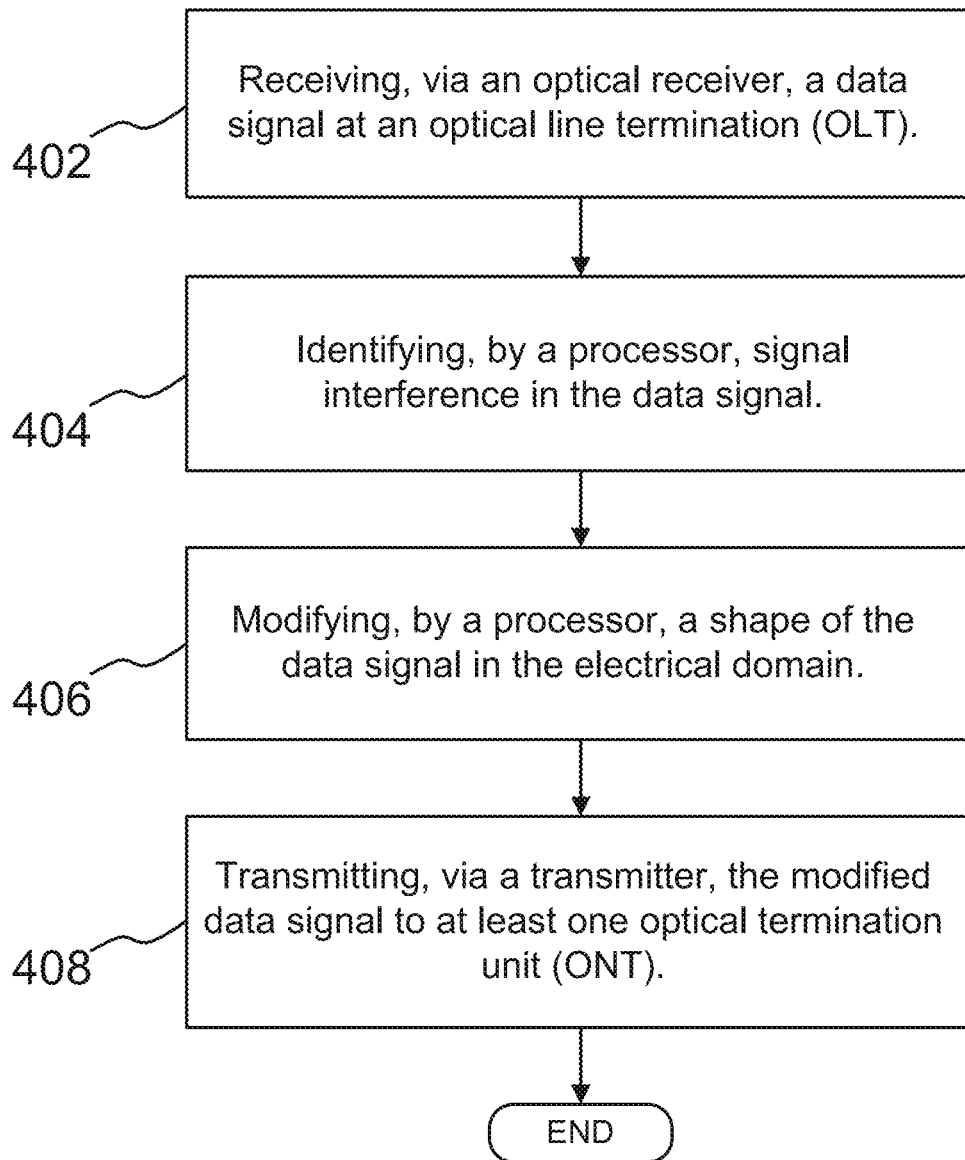 Receiving, via an optical receiver, a data
signal at an optical line termination (OLT).
402
Identifying, by a processor, signal
interference in the data signal.
404
Modifying, by a processor, a shape of the
data signal in the electrical domain.
406
Transmitting, via a transmitter, the modified
data signal to at least one optical termination
unit (ONT).
408
END